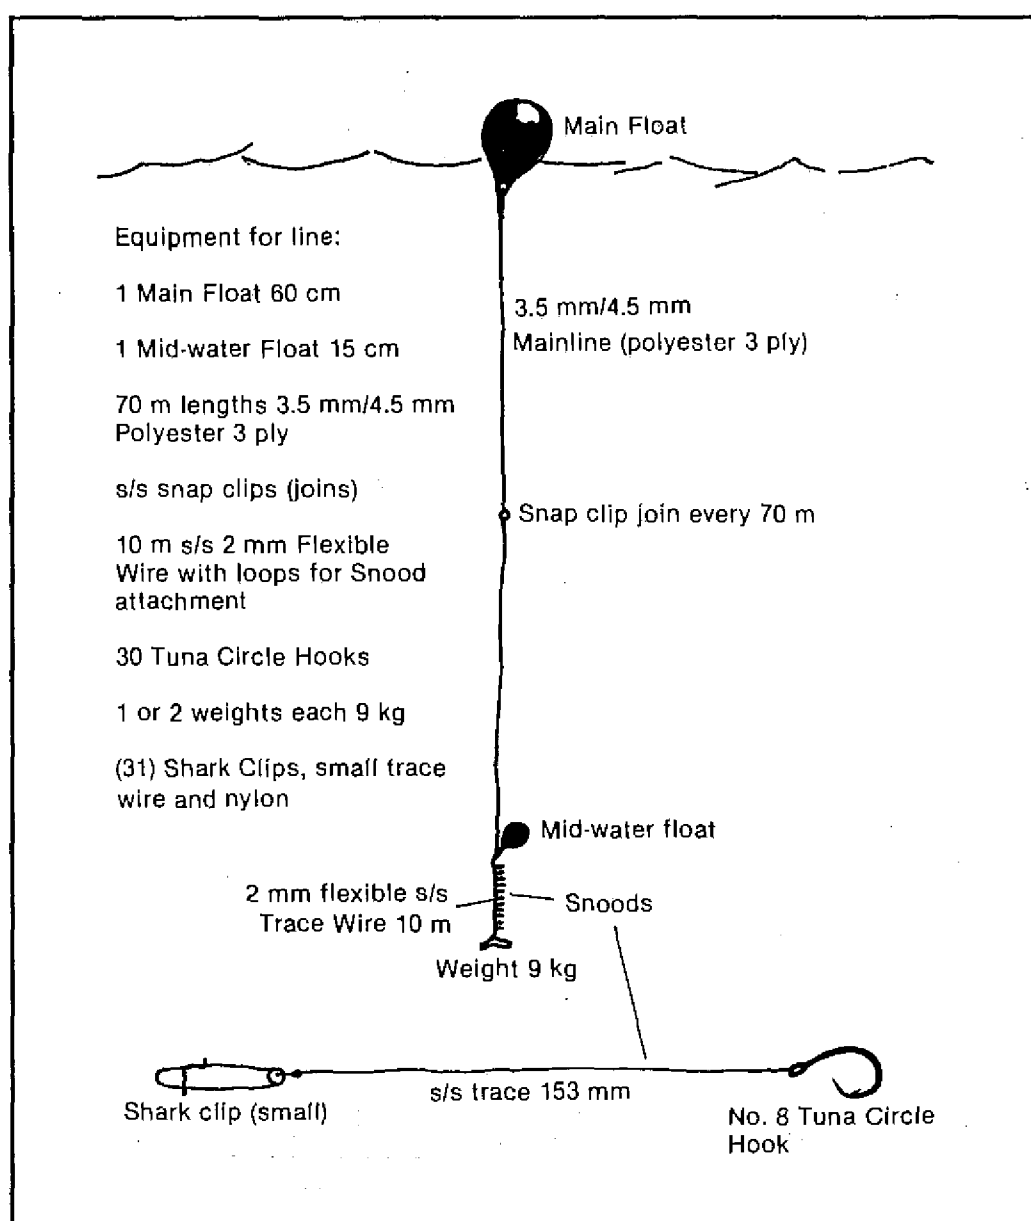 Main Float
Equipment for line:
1 Main Float 60 cm
1 Mid-water Float 15 cm
70 m lengths 3.5 mm/4.5 mm
Polyester 3 ply
s/s snap clips (joins)
10 m s/s 2 mm Flexible
Wire with loops for Snood
attachment
30 Tuna Circle Hooks
1 or 2 weights each 9 kg
(31) Shark Clips, small trace
wire and nylon
3.5 mm/4.5 mm
Mainline (polyester 3 ply)
Snap clip join every 70 m
Mid-water float
2 mm flexible s/s
Trace Wire 10 m
Snoods
Weight 9 kg
Shark clip (small)
s/s trace 153 mm
No. 8 Tuna Circle
Hook